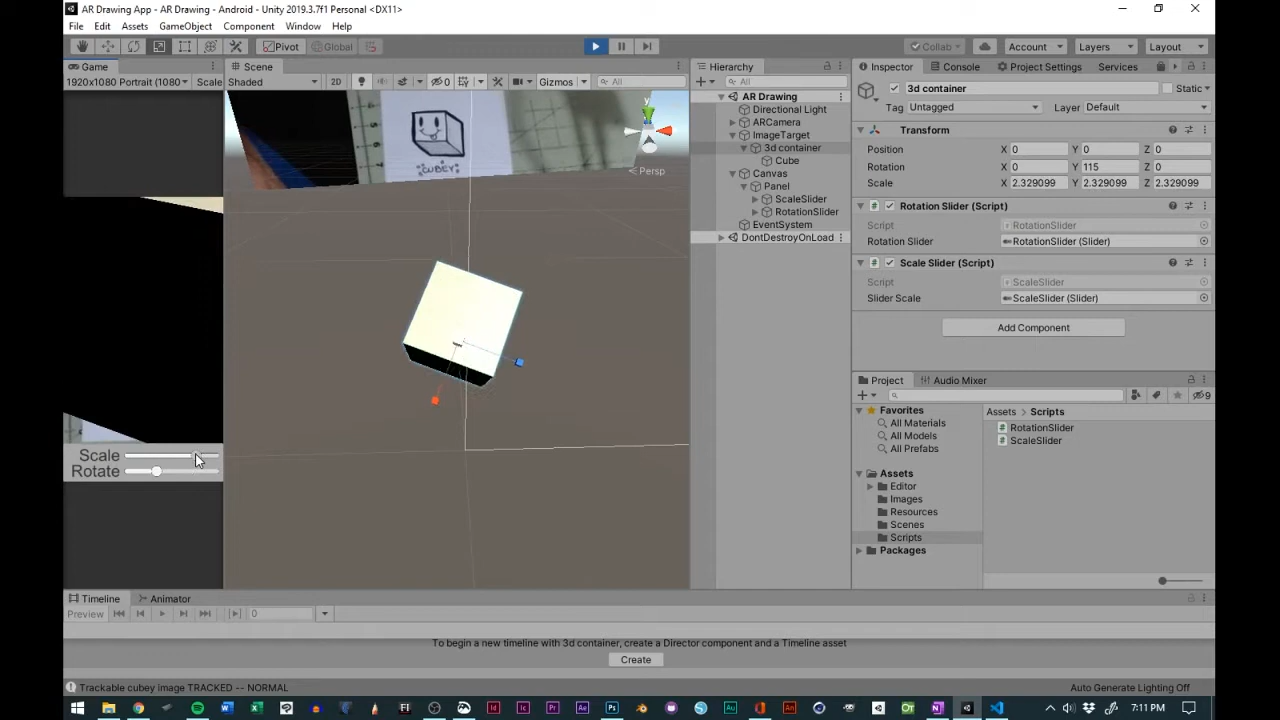 AR Drawing App - AR Drawing - Android - Unity 2019.3.7f1 Personal <DX11>
File Edit Assets GameObject Component Window Help
Pivot Global Collab Account Layers Layout
Game Scene Hierarchy Inspector Console Project Settings Services
1920x1080 Portrait (1080 Scale Shaded 2D 0 Gizmos All All
3d container Static
Tag Untagged Layer Default
AR Drawing
Directional Light
ARCamera
ImageTarget
3d container
Cube
Canvas
Panel
ScaleSlider
RotationSlider
EventSystem
DontDestroyOnLoad
CUBEY
y
Persp
Transform
Position X 0 Y 0 Z 0
Rotation X 0 Y 115 Z 0
Scale X 2.329099 Y 2.329099 Z 2.329099
Rotation Slider (Script)
Script RotationSlider
Rotation Slider RotationSlider (Slider)
Scale Slider (Script)
Script ScaleSlider
Slider Scale ScaleSlider (Slider)
Add Component
Scale
Rotate
Project Audio Mixer
9
Favorites
All Materials
All Models
All Prefabs
Assets
Editor
Images
Resources
Scenes
Scripts
Packages
Assets > Scripts
RotationSlider
ScaleSlider
Timeline Animator
Preview 0
To begin a new timeline with 3d container, create a Director component and a Timeline asset
Create
Trackable cubey image TRACKED -- NORMAL Auto Generate Lighting Off
7:11 PM